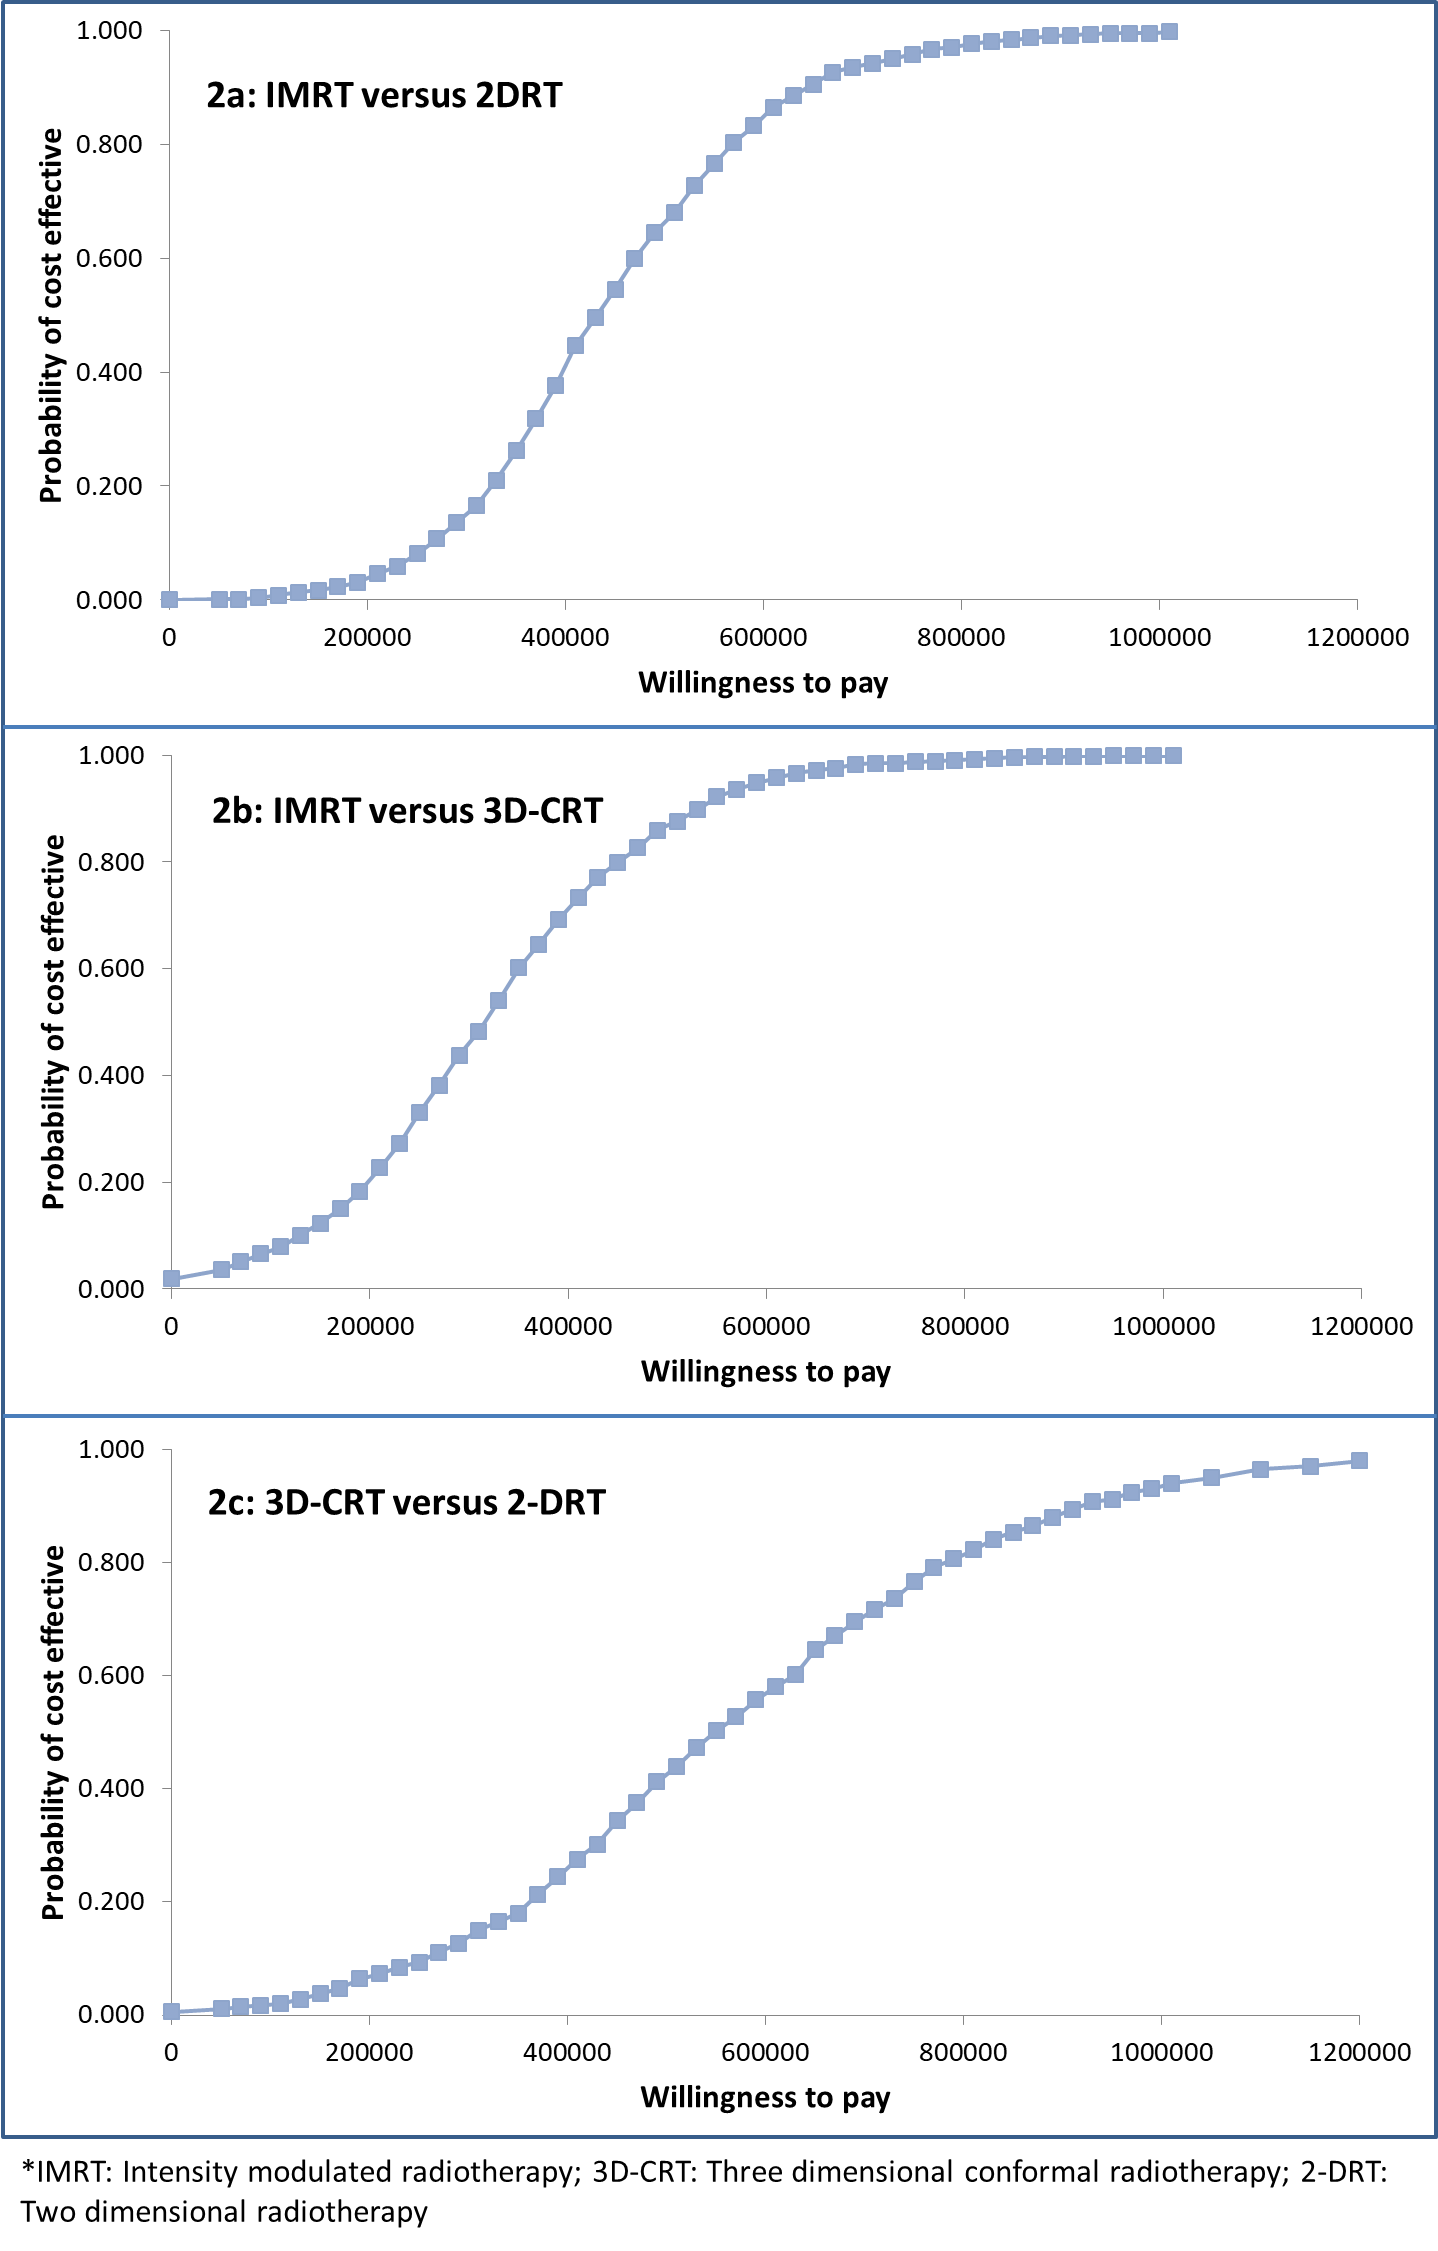 1.000
2a: IMRT versus 2DRT
0.800
0.600
0.400
0.200
0.000
Probability of cost effective
0 200000 400000 600000 800000 1000000 1200000
Willingness to pay
1.000
2b: IMRT versus 3D-CRT
0.800
0.600
0.400
0.200
0.000
Probability of cost effective
0 200000 400000 600000 800000 1000000 1200000
Willingness to pay
1.000
2c: 3D-CRT versus 2-DRT
0.800
0.600
0.400
0.200
0.000
Probability of cost effective
0 200000 400000 600000 800000 1000000 1200000
Willingness to pay
*IMRT: Intensity modulated radiotherapy; 3D-CRT: Three dimensional conformal radiotherapy; 2-DRT:
Two dimensional radiotherapy